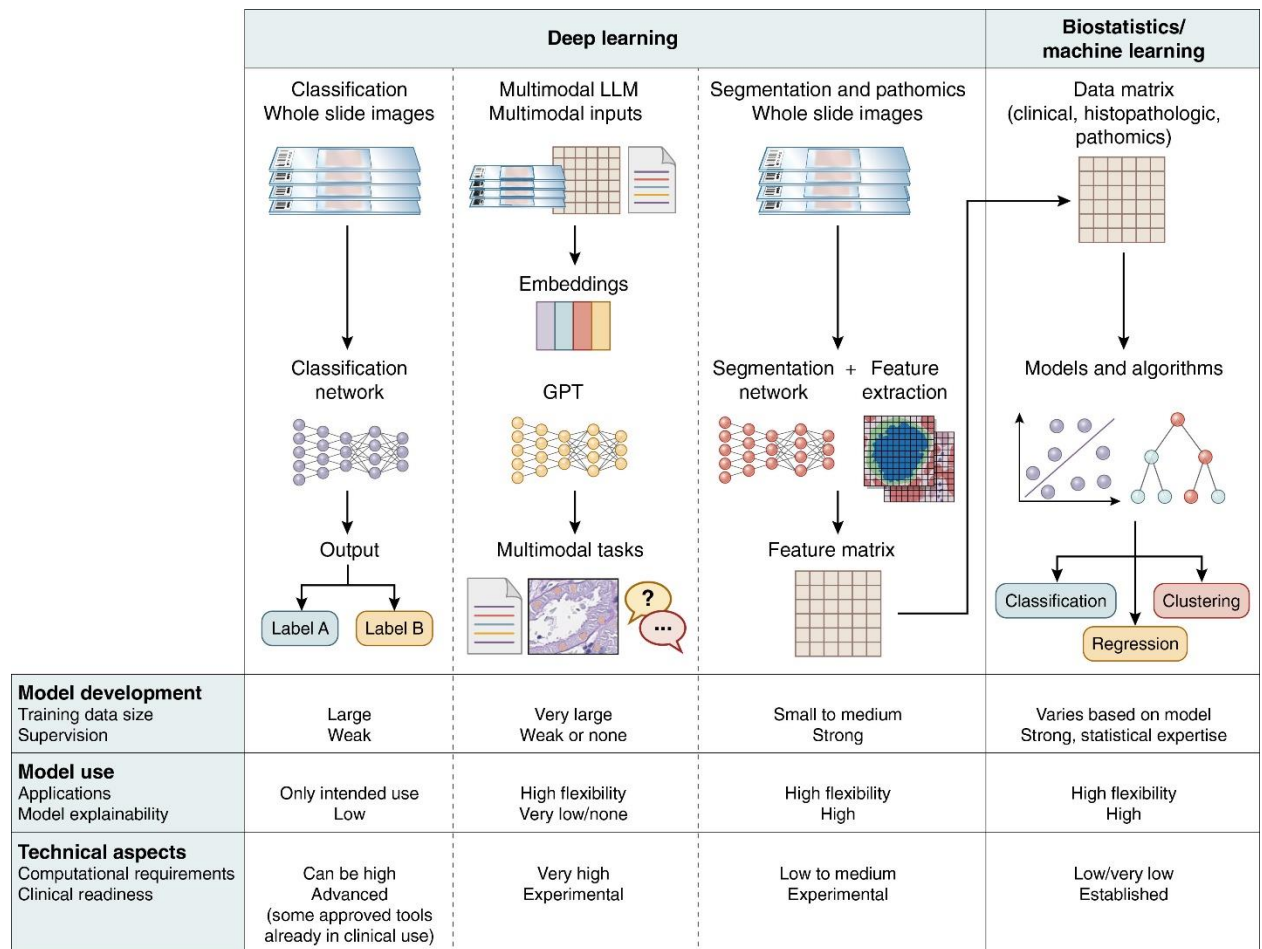 Deep learning
Biostatistics/
machine learning
Classification
Whole slide images
Classification
network
Output
Label A
Label B
Multimodal LLM
Multimodal inputs
Embeddings
GPT
Multimodal tasks
?
...
Segmentation and pathomics
Whole slide images
Segmentation + Feature
network extraction
Feature matrix
Data matrix
(clinical, histopathologic,
pathomics)
Models and algorithms
Classification
Clustering
Regression
Model development
Training data size Large Very large Small to medium Varies based on model
Supervision Weak Weak or none Strong Strong, statistical expertise
Model use
Applications Only intended use High flexibility High flexibility High flexibility
Model explainability Low Very low/none High High
Technical aspects
Computational requirements Can be high Very high Low to medium Low/very low
Clinical readiness Advanced Experimental Experimental Established
(some approved tools
already in clinical use)